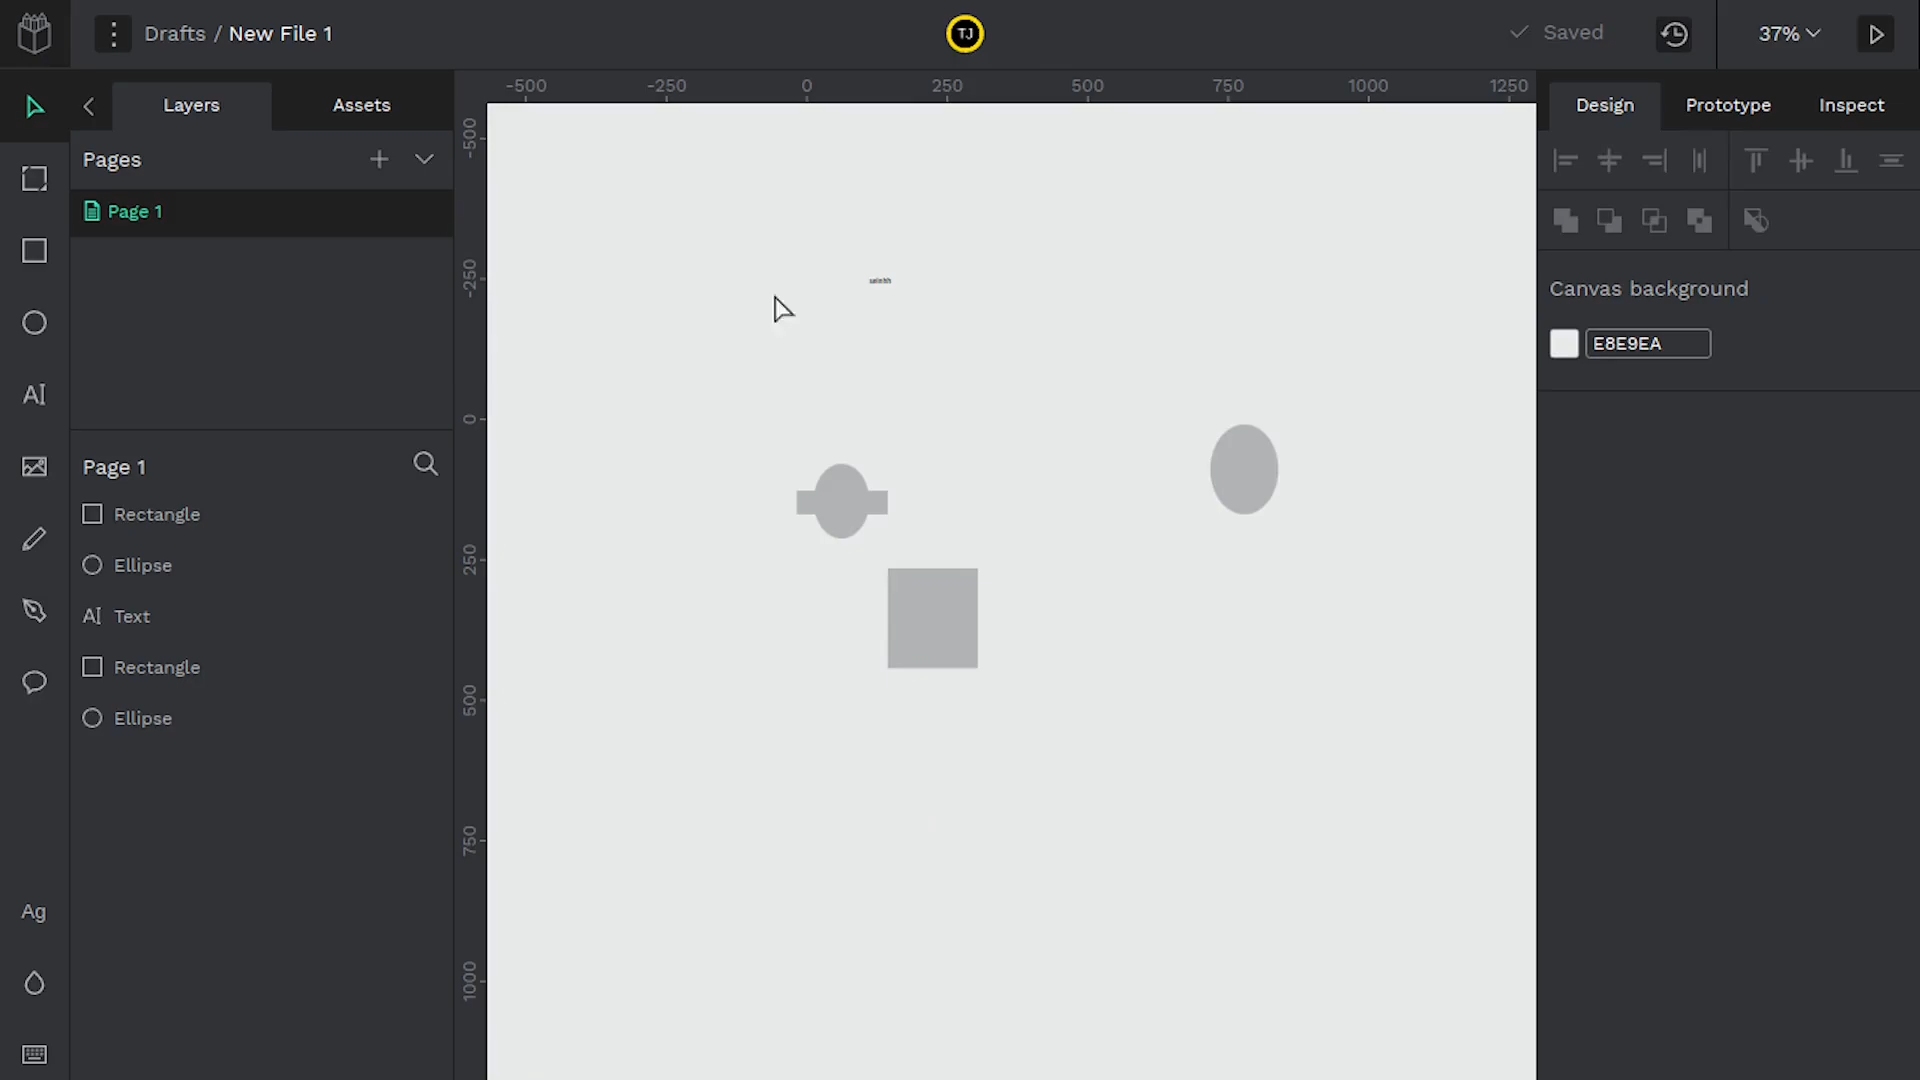 Drafts / New File 1
TJ
Saved
37%
Layers
Assets
Design
Prototype
Inspect
Pages
Page 1
Page 1
Rectangle
Ellipse
AI Text
Rectangle
Ellipse
AI
Ag
-500 -250 0 250 500 750 1000 1250
-500
-250
0
250
500
750
1000
Canvas background
E8E9EA